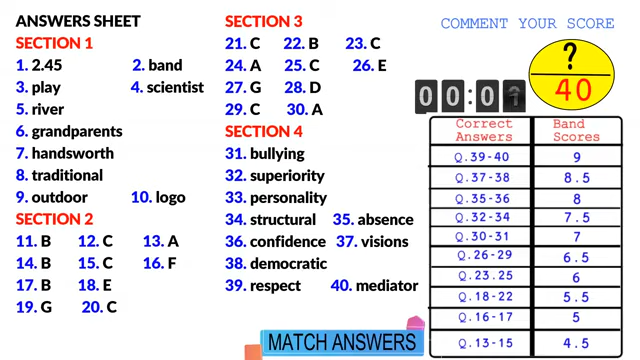 ANSWERS SHEET
SECTION 1
1. 2.45 2. band
3. play 4. scientist
5. river
6. grandparents
7. handsworth
8. traditional
9. outdoor 10. logo
SECTION 2
11. B 12. C 13. A
14. B 15. C 16. F
17. B 18. E
19. G 20. C
SECTION 3
21. C 22. B 23. C
24. A 25. C 26. E
27. G 28. D
29. C 30. A
SECTION 4
31. bullying
32. superiority
33. personality
34. structural 35. absence
36. confidence 37. visions
38. democratic
39. respect 40. mediator
MATCH ANSWERS
COMMENT YOUR SCORE
?
40
00:0
Correct Answers Band Scores
Q.39-40 9
Q.37-38 8.5
Q.35-36 8
Q.32-34 7.5
Q.30-31 7
Q.26-29 6.5
Q.23.25 6
Q.18-22 5.5
Q.16-17 5
Q.13-15 4.5